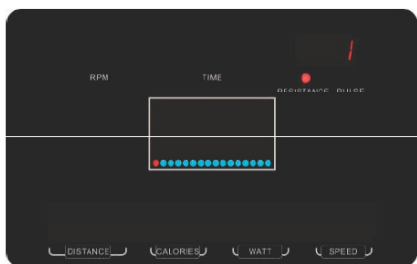 1
RPM TIME
RESISTANCE PULSE
DISTANCE CALORIES WATT SPEED